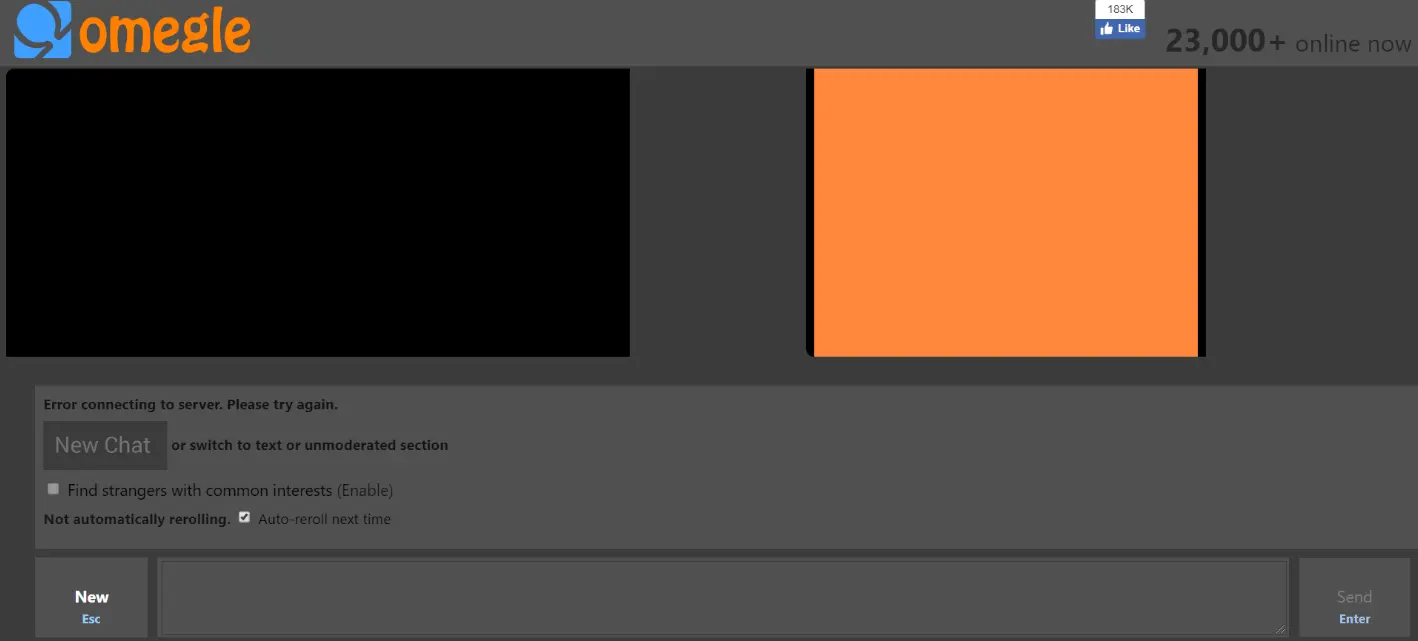 omegle
183K
Like
23,000+ online now
Error connecting to server. Please try again.
New Chat or switch to text or unmoderated section
Find strangers with common interests (Enable)
Not automatically rerolling. Auto-reroll next time
New
Esc
Send
Enter